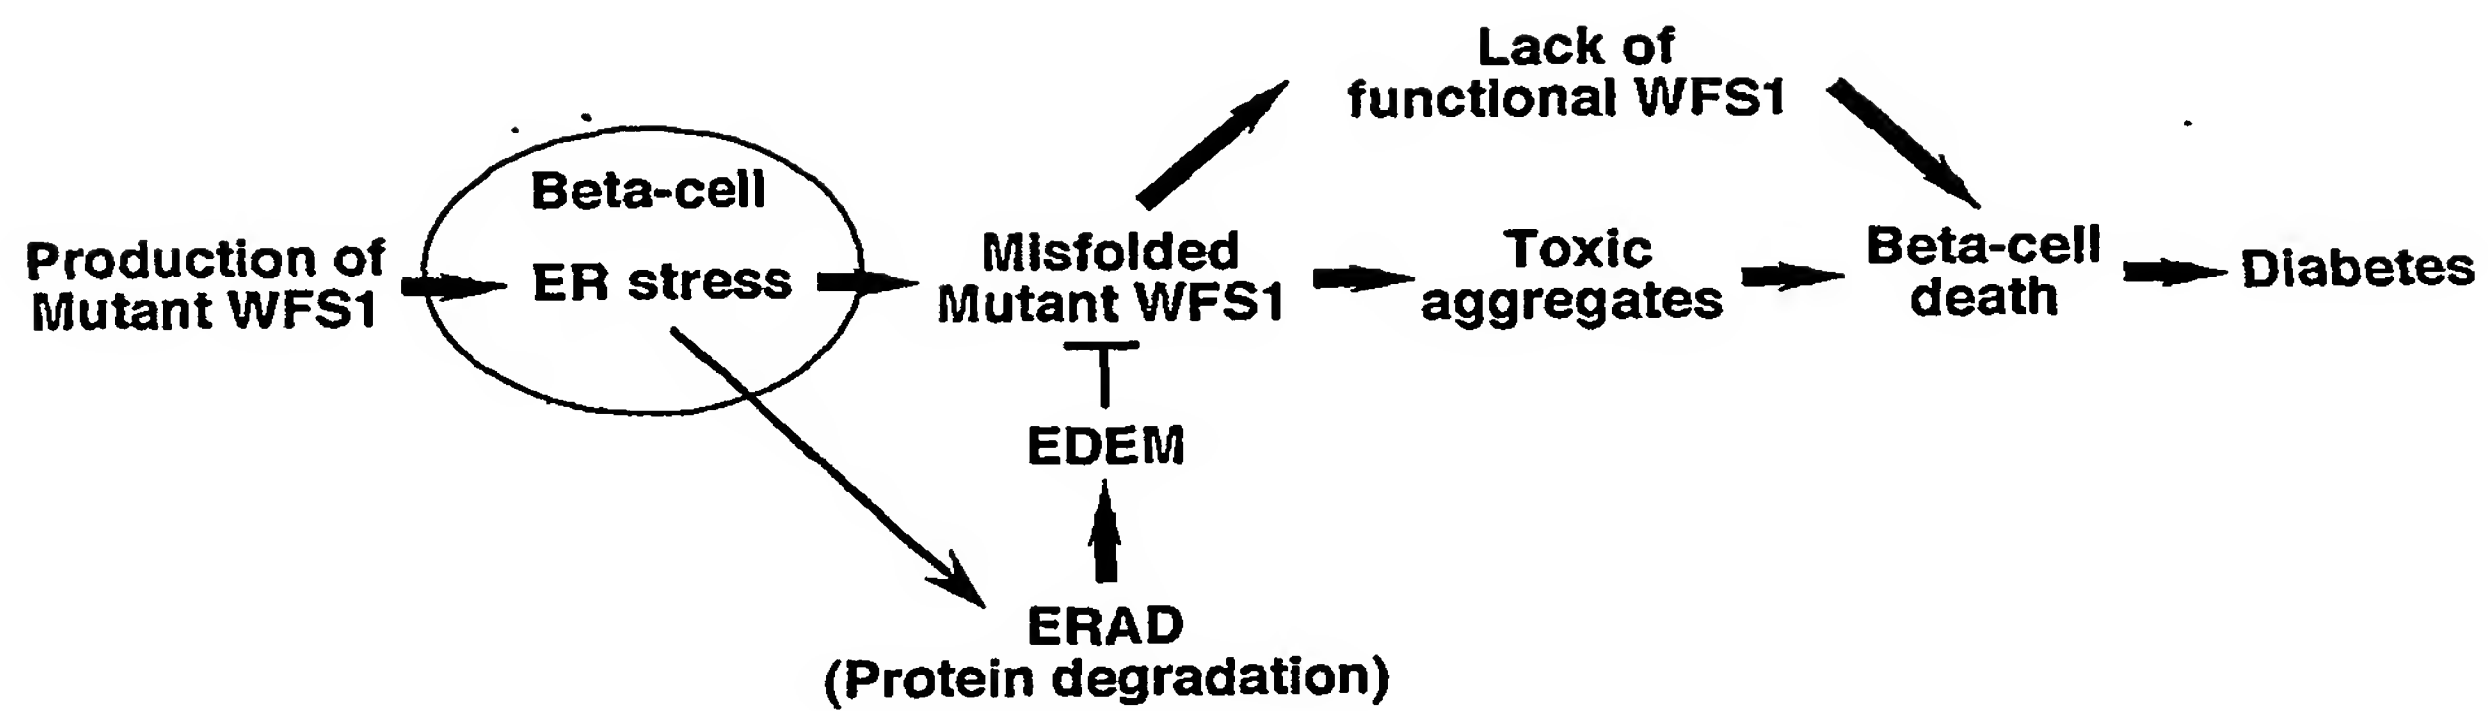 Lack of
functional WFS1
Beta-cell
Production of
Mutant WFS1
ER stress
Misfolded
Mutant WFS1
Toxic
aggregates
Beta-cell
death
Diabetes
EDEM
ERAD
(Protein degradation)